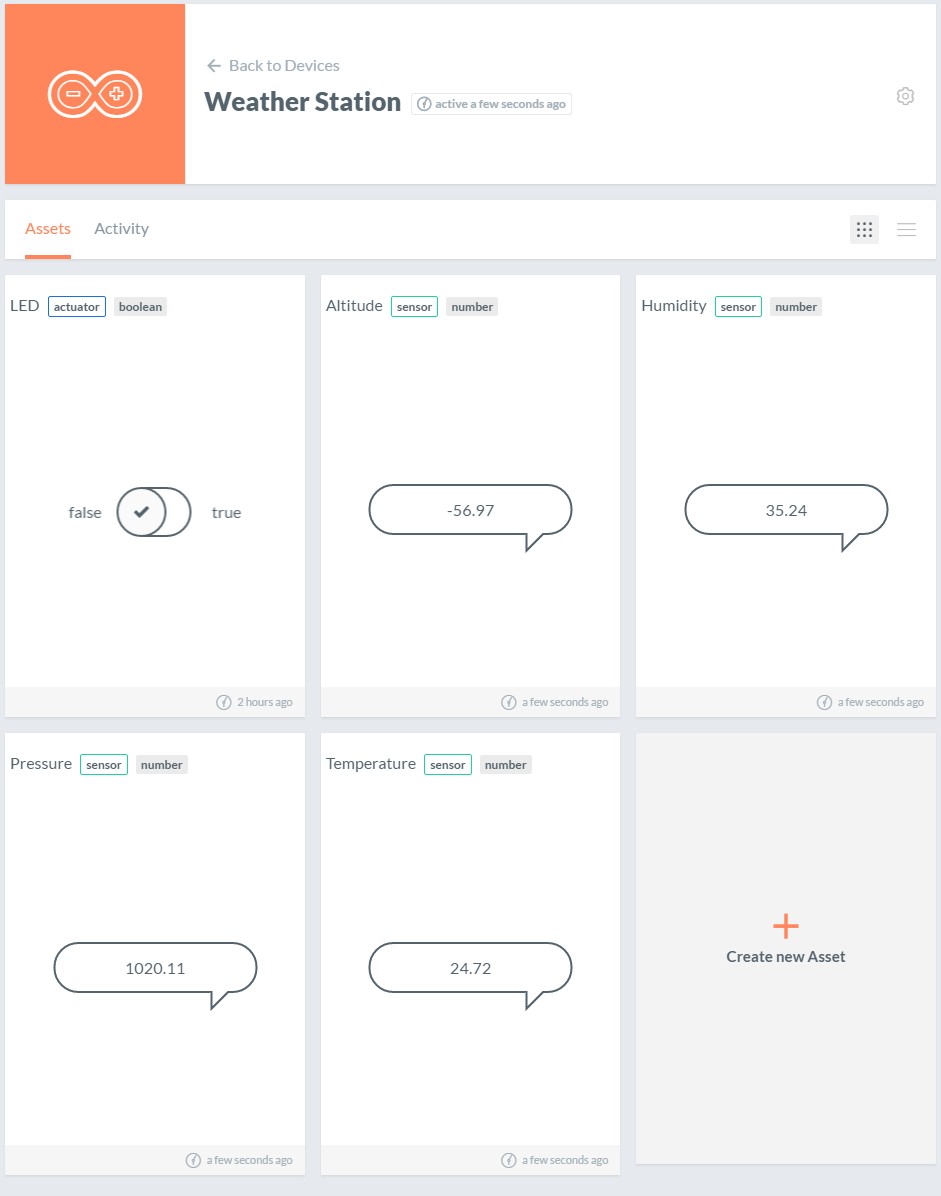 Back to Devices
Weather Station active a few seconds ago
Assets Activity
LED actuator boolean
false true
2 hours ago
Altitude sensor number
-56.97
a few seconds ago
Humidity sensor number
35.24
a few seconds ago
Pressure sensor number
1020.11
a few seconds ago
Temperature sensor number
24.72
a few seconds ago
Create new Asset